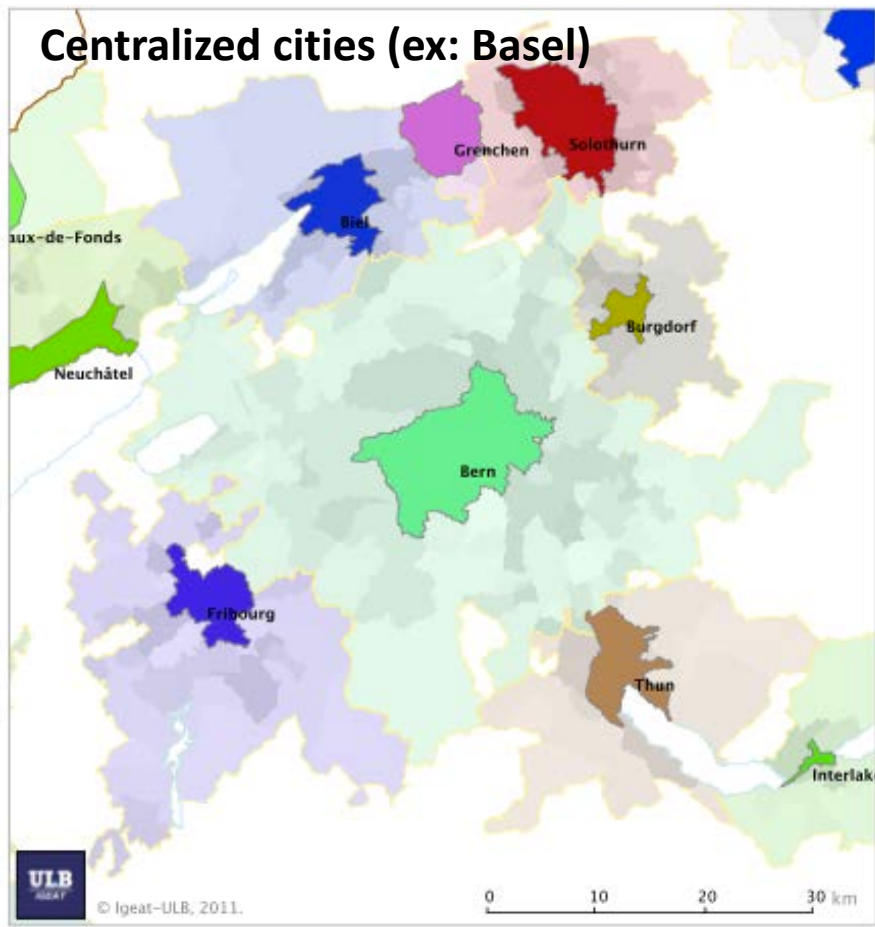 Centralized cities (ex: Basel)
Grenchen
Solothurn
Biel
aux-de-Fonds
Burgdorf
Neuchâtel
Bern
Fribourg
Thun
Interlak
ULB
IGEAT
© Igeat-ULB, 2011.
0 10 20 30 km